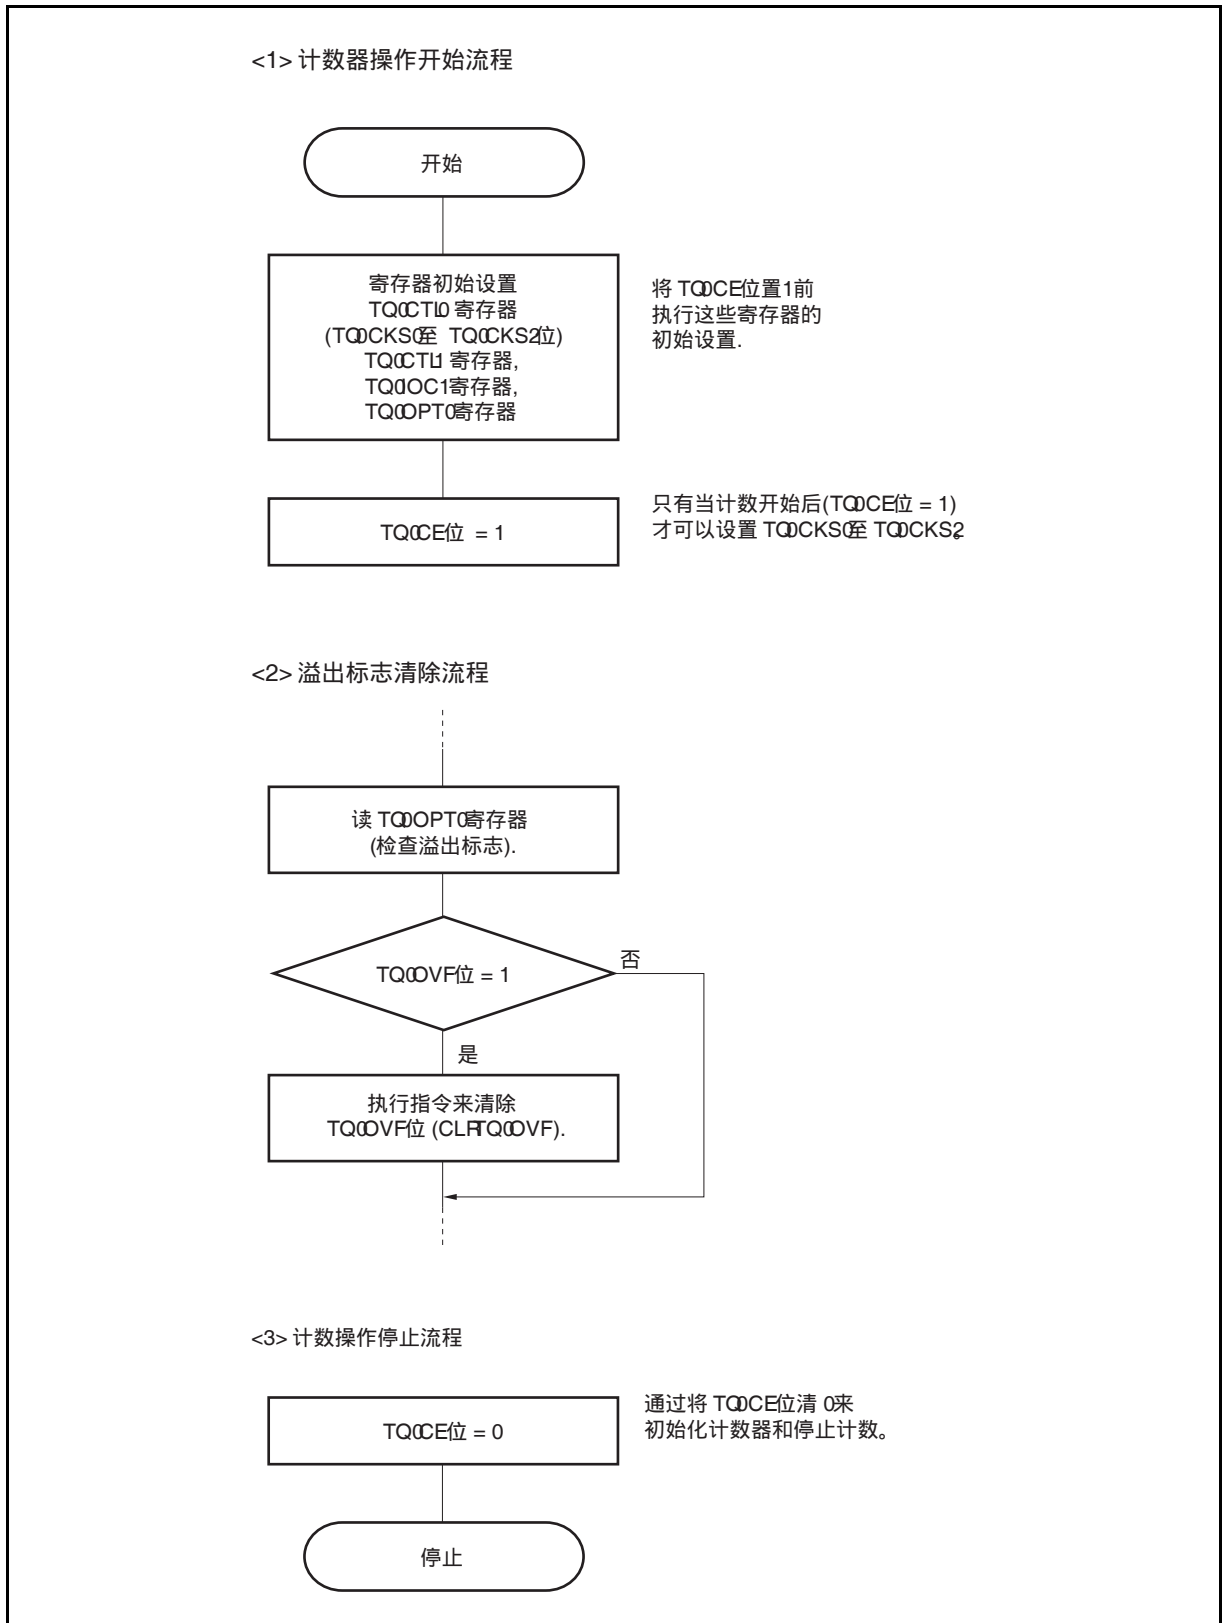 <1> 计数器操作开始流程
开始
寄存器初始设置
TQ0CTL0 寄存器
(TQ0CKS0至 TQ0CKS2位)
TQ0CTL1 寄存器,
TQ0IOC1寄存器,
TQ0OPT0寄存器
将 TQ0CE位置1前
执行这些寄存器的
初始设置.
TQ0CE位 = 1
只有当计数开始后(TQ0CE位 = 1)
才可以设置 TQ0CKS0至 TQ0CKS2。
<2> 溢出标志清除流程
读 TQ0OPT0寄存器
(检查溢出标志).
TQ0OVF位 = 1
否
是
执行指令来清除
TQ0OVF位 (CLR TQ0OVF).
<3> 计数操作停止流程
TQ0CE位 = 0
通过将 TQ0CE位清 0来
初始化计数器和停止计数。
停止